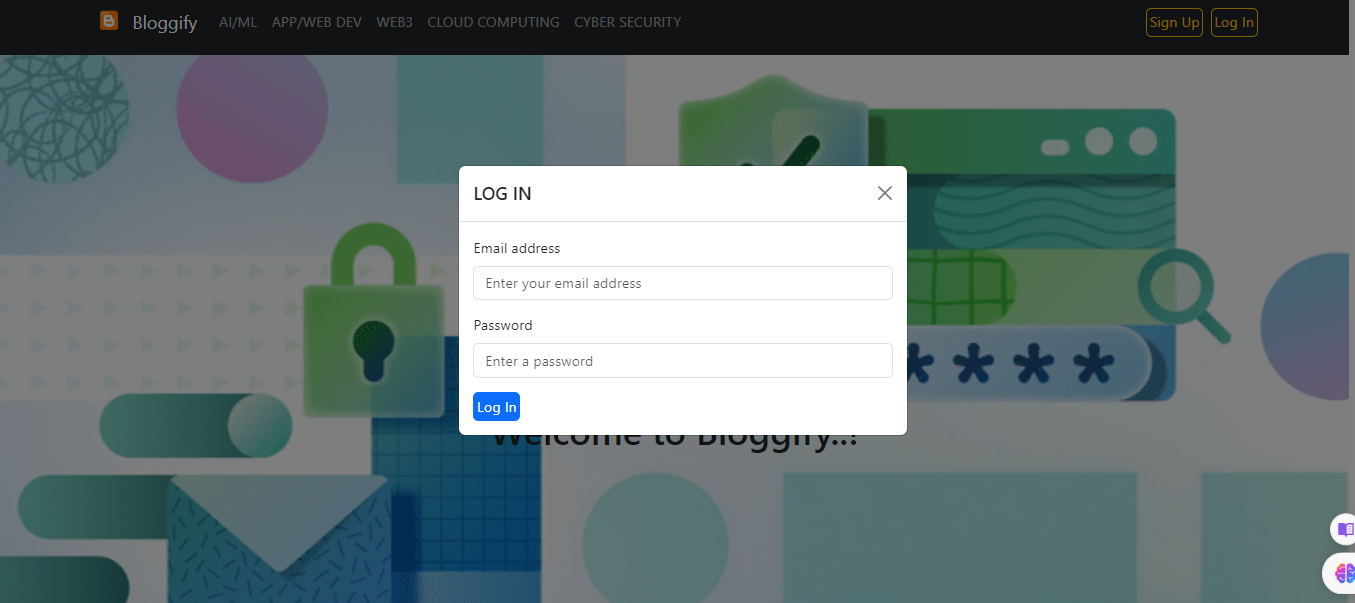 Bloggify AI/ML APP/WEB DEV WEB3 CLOUD COMPUTING CYBER SECURITY Sign Up Log In
LOG IN
Email address
Enter your email address
Password
Enter a password
Log In
Welcome to Bloggify..!